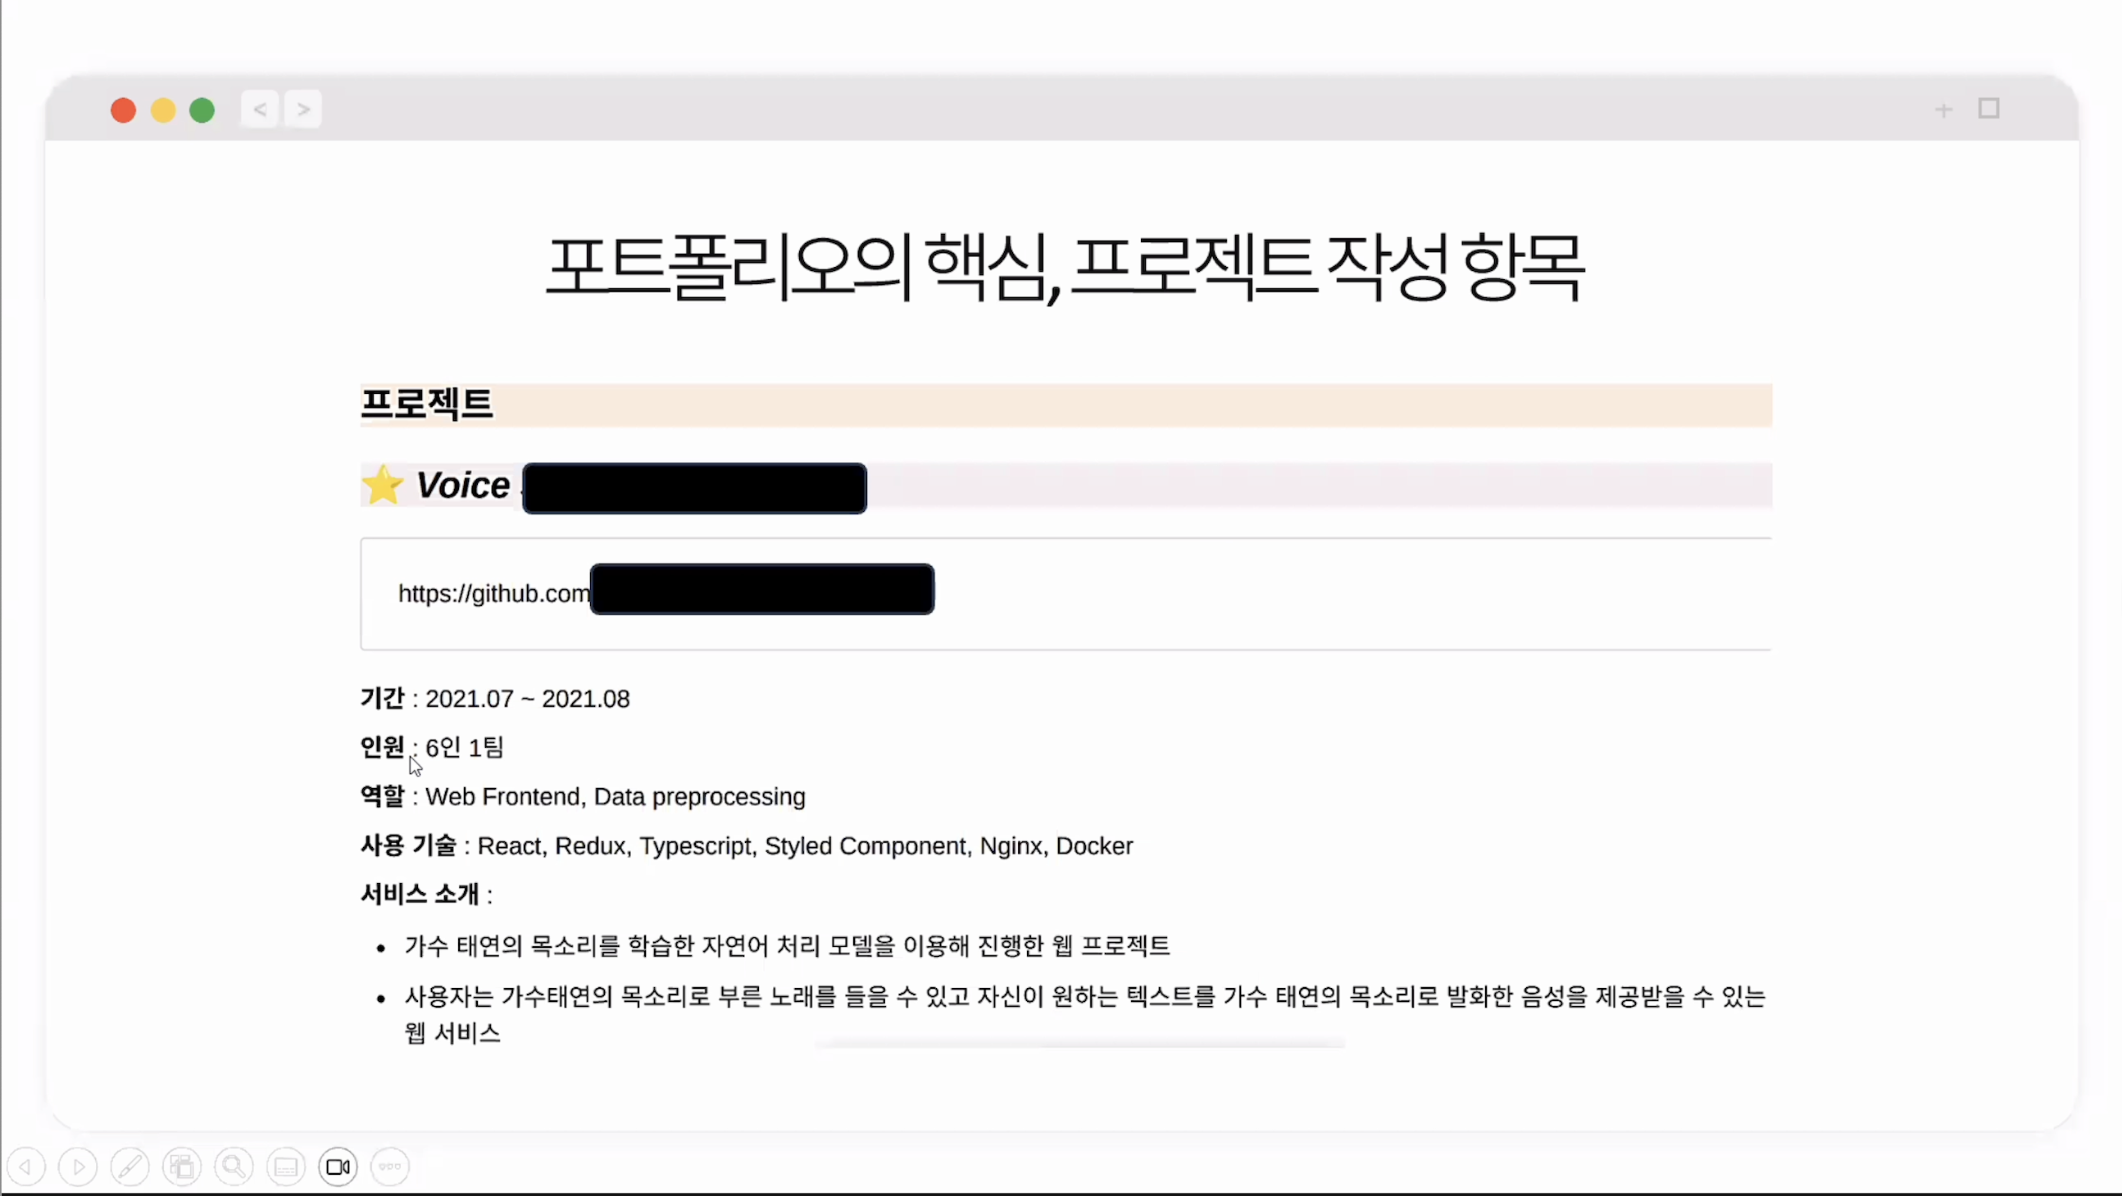 포트폴리오의 핵심, 프로젝트 작성 항목
프로젝트
Voice
https://github.com
기간 : 2021.07 ~ 2021.08
인원 : 6인 1팀
역할 : Web Frontend, Data preprocessing
사용 기술 : React, Redux, Typescript, Styled Component, Nginx, Docker
서비스 소개 :
• 가수 태연의 목소리를 학습한 자연어 처리 모델을 이용해 진행한 웹 프로젝트
• 사용자는 가수태연의 목소리로 부른 노래를 들을 수 있고 자신이 원하는 텍스트를 가수 태연의 목소리로 발화한 음성을 제공받을 수 있는
웹 서비스